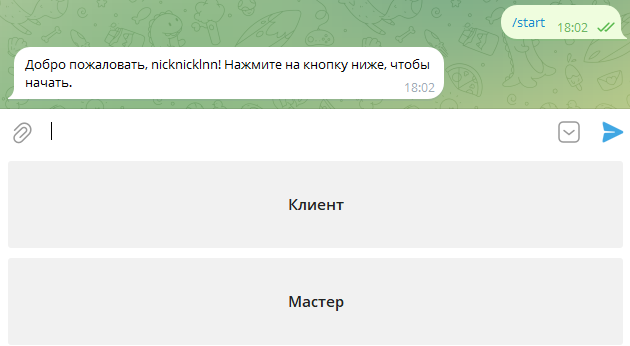 /start
18:02
Добро пожаловать, nicknicklnn! Нажмите на кнопку ниже, чтобы
начать.
18:02
Клиент
Мастер